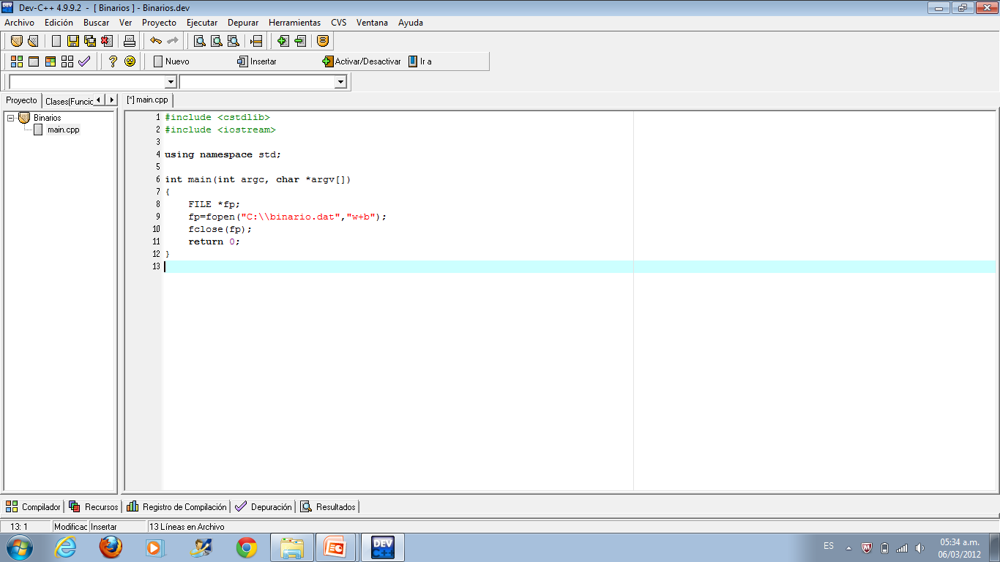 Dev-C++ 4.9.9.2 - [ Binarios ] - Binarios.dev
Archivo Edición Buscar Ver Proyecto Ejecutar Depurar Herramientas CVS Ventana Ayuda
Nuevo Insertar Activar/Desactivar Ir a
Proyecto Clases(Funcio [*] main.cpp
Binarios
main.cpp
1 #include <cstdlib>
2 #include <iostream>
3
4 using namespace std;
5
6 int main(int argc, char *argv[])
7 {
8 FILE *fp;
9 fp=fopen("C:\\binario.dat","w+b");
10 fclose(fp);
11 return 0;
12 }
13
Compilador Recursos Registro de Compilación Depuración Resultados
13: 1 Modificac Insertar 13 Líneas en Archivo
DEV C++
ES 05:34 a.m.
06/03/2012